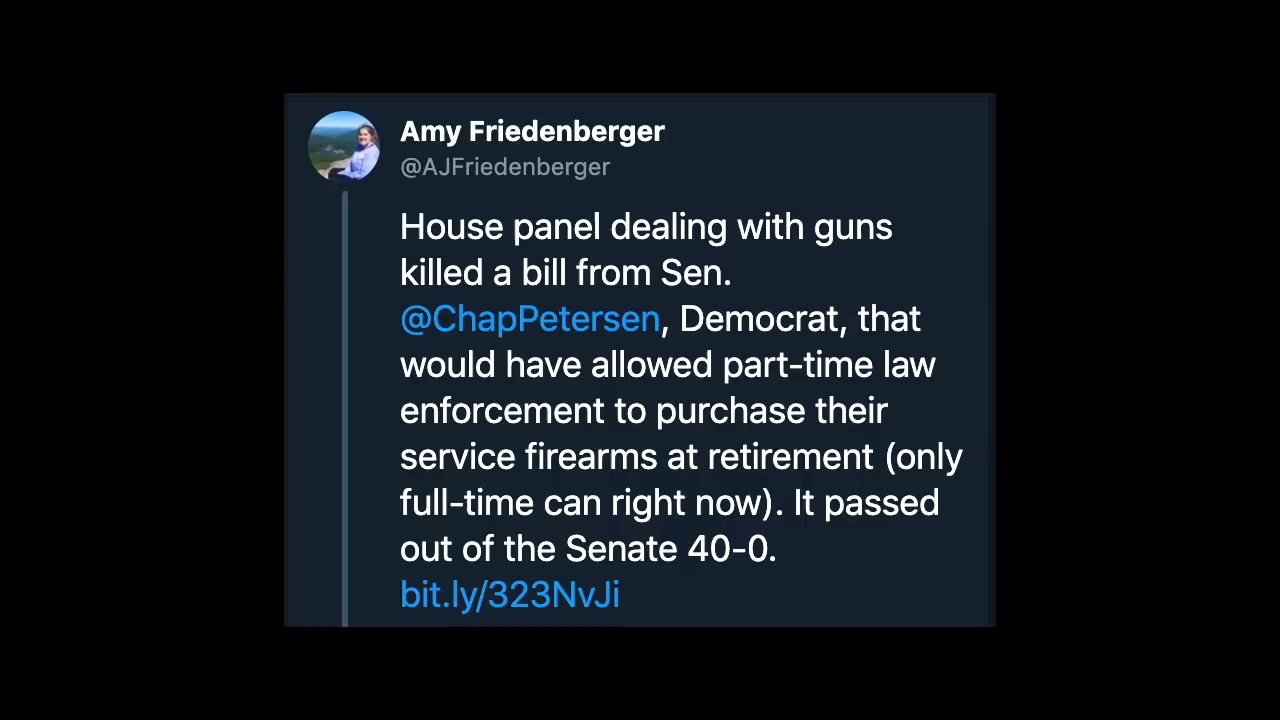 Amy Friedenberger
@AJFriedenberger
House panel dealing with guns
killed a bill from Sen.
@ChapPetersen, Democrat, that
would have allowed part-time law
enforcement to purchase their
service firearms at retirement (only
full-time can right now). It passed
out of the Senate 40-0.
bit.ly/323NvJi